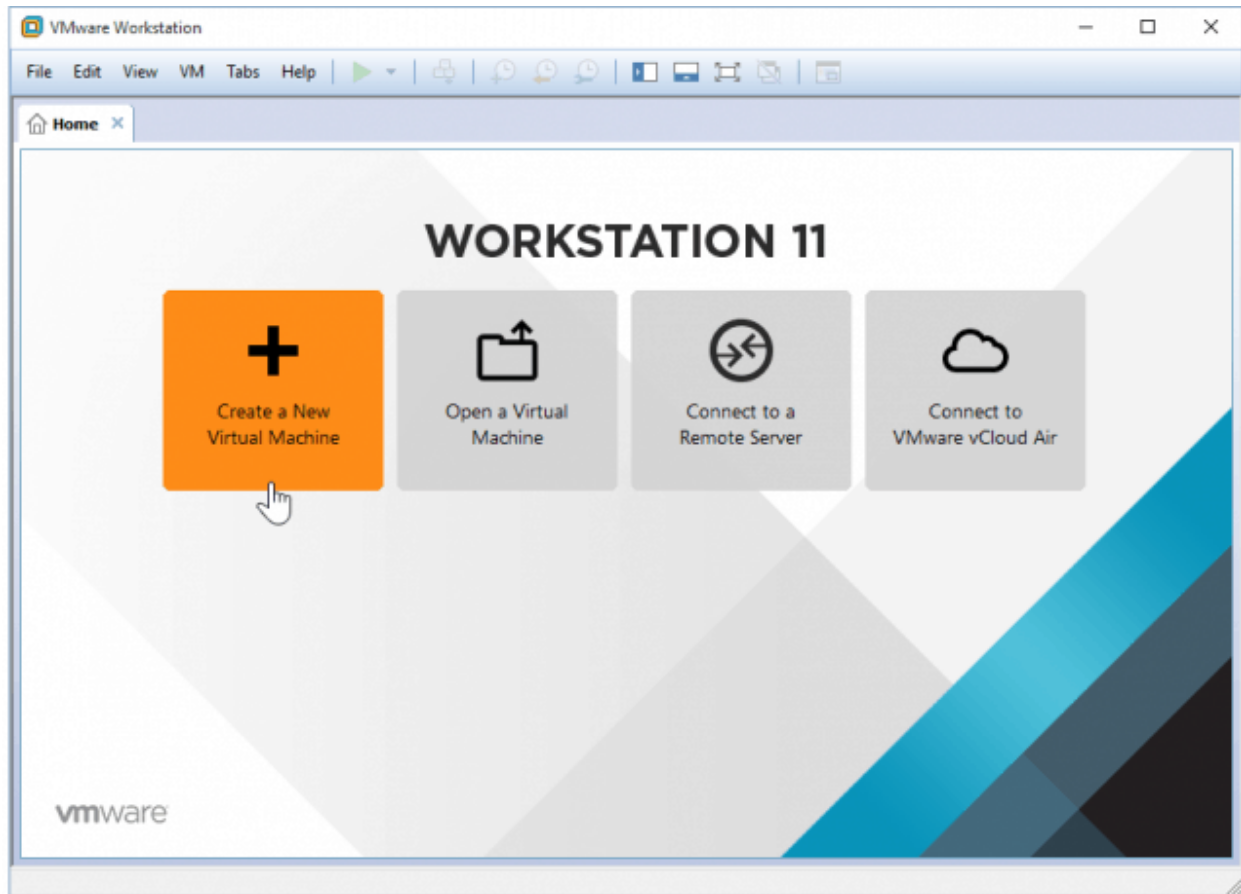 VMware Workstation
File Edit View VM Tabs Help
Home
WORKSTATION 11
Create a New
Virtual Machine
Open a Virtual
Machine
Connect to a
Remote Server
Connect to
VMware vCloud Air
vmware